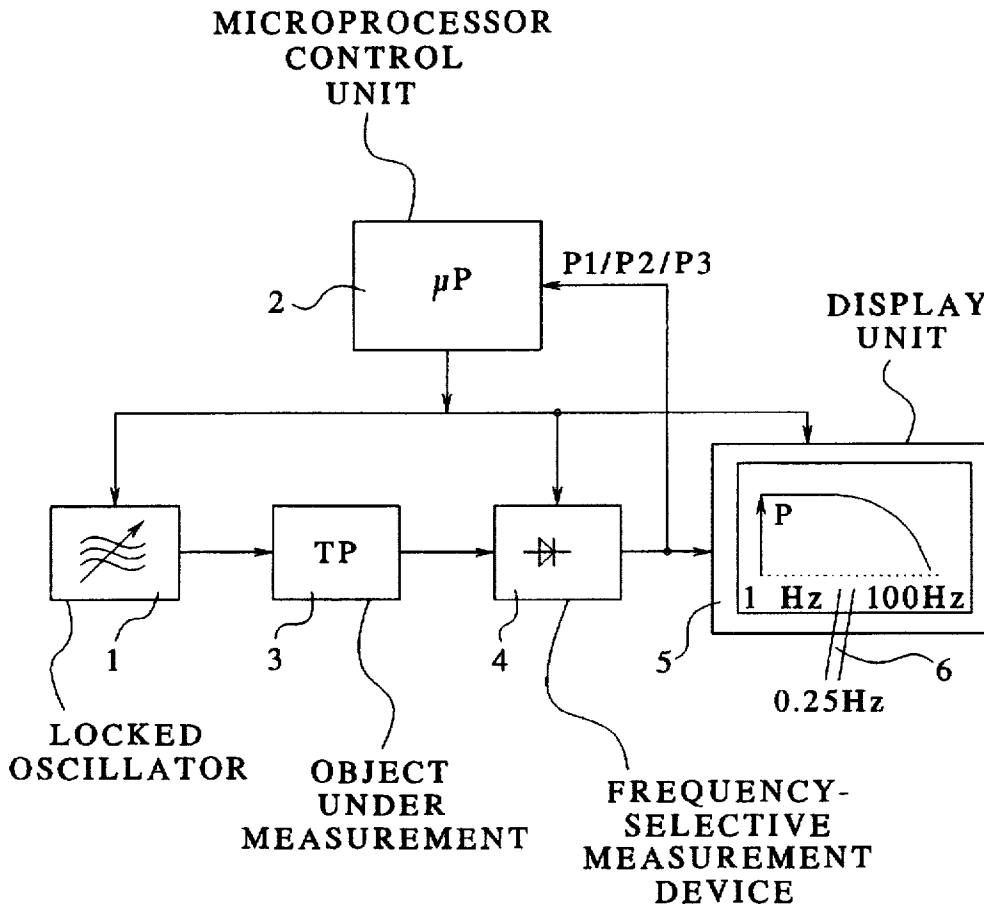 MICROPROCESSOR
CONTROL
UNIT
µP
P1/P2/P3
2
DISPLAY
UNIT
TP
P
1 Hz 100Hz
1
3
4
5
6
0.25Hz
LOCKED
OSCILLATOR
OBJECT
UNDER
MEASUREMENT
FREQUENCY-
SELECTIVE
MEASUREMENT
DEVICE